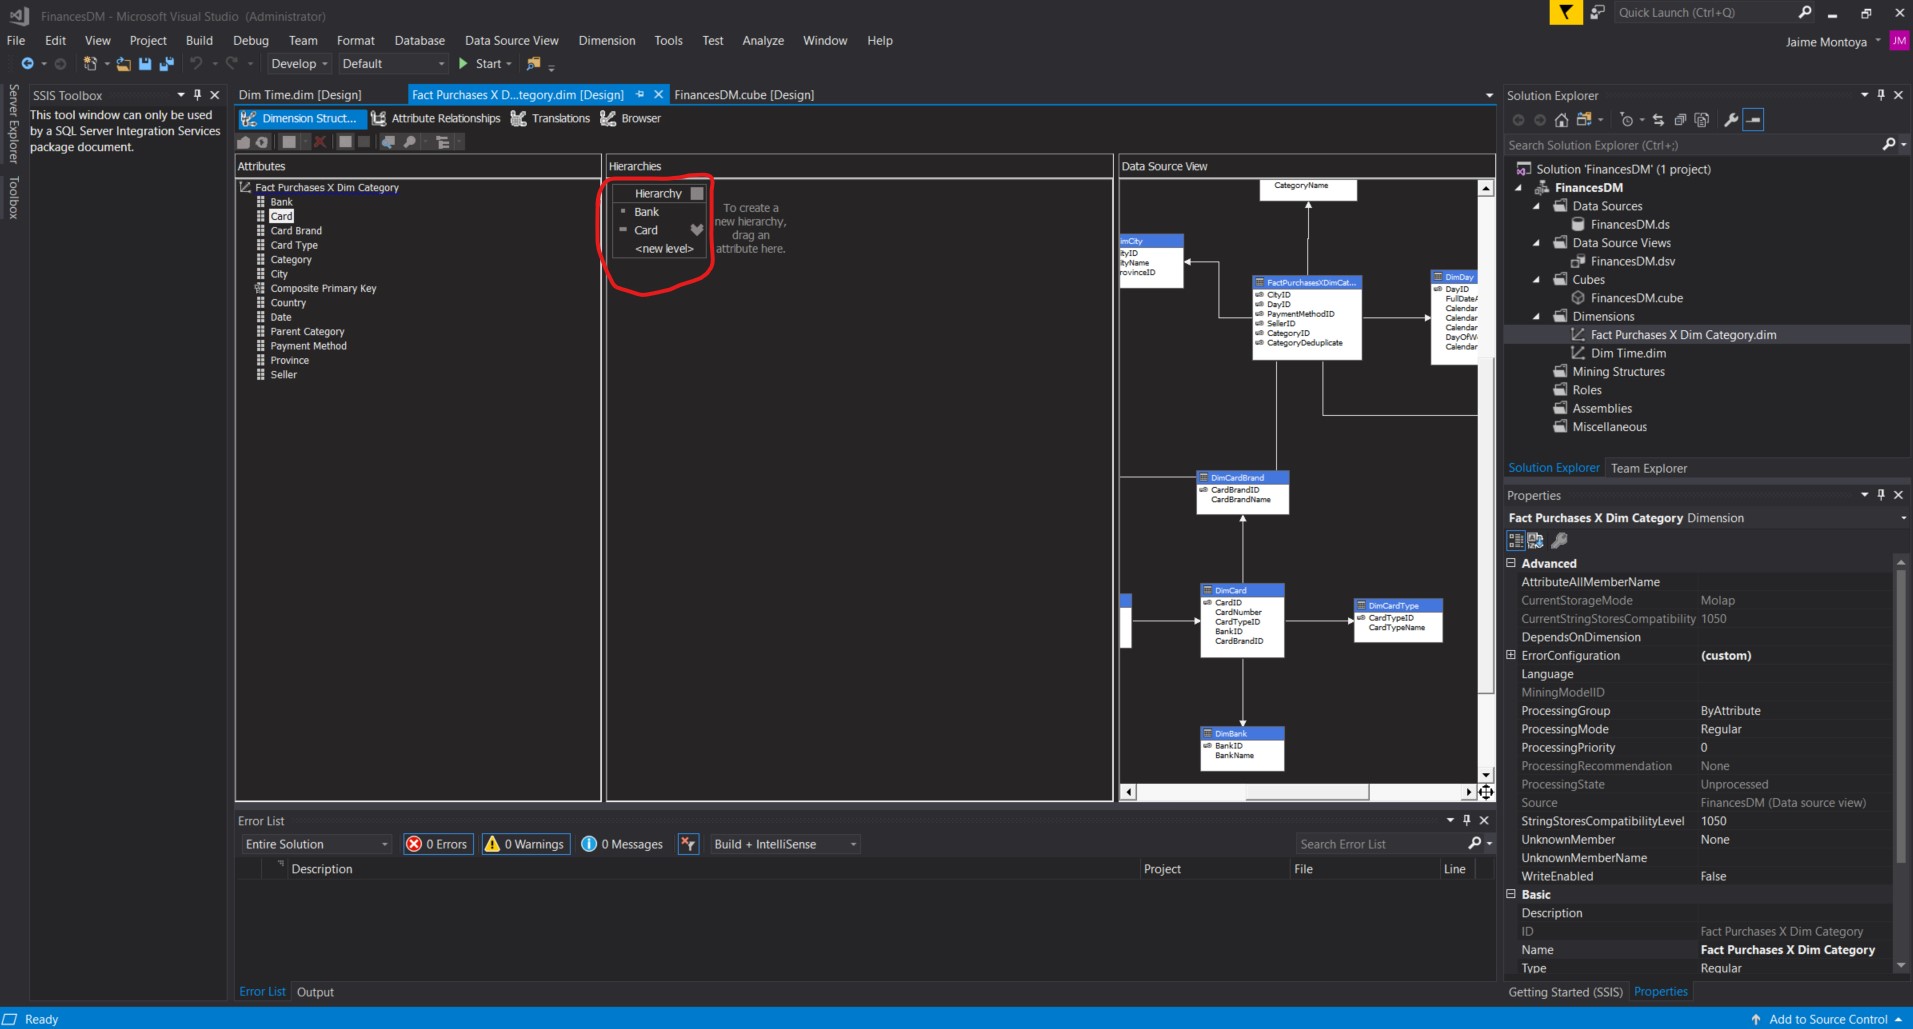 FinancesDM - Microsoft Visual Studio (Administrator)
Quick Launch (Ctrl+Q)
File Edit View Project Build Debug Team Format Database Data Source View Dimension Tools Test Analyze Window Help
Jaime Montoya JM
Develop Default Start
Server Explorer
Toolbox
SSIS Toolbox
This tool window can only be used
by a SQL Server Integration Services
package document.
Dim Time.dim [Design] Fact Purchases X D...tegory.dim [Design] FinancesDM.cube [Design]
Dimension Struct... Attribute Relationships Translations Browser
Attributes
Fact Purchases X Dim Category
Bank
Card
Card Brand
Card Type
Category
City
Composite Primary Key
Country
Date
Parent Category
Payment Method
Province
Seller
Hierarchies
Hierarchy
Bank
Card
<new level>
To create a
new hierarchy,
drag an
attribute here.
Data Source View
CategoryName
imCity
ityID
ityName
rovinceID
FactPurchasesXDimCat...
CityID
DayID
PaymentMethodID
SellerID
CategoryID
CategoryDeduplicate
DimDay
DayID
FullDateA
Calendar
Calendar
Calendar
DayOfW
Calendar
DimCardBrand
CardBrandID
CardBrandName
DimCard
CardID
CardNumber
CardTypeID
BankID
CardBrandID
DimCardType
CardTypeID
CardTypeName
DimBank
BankID
BankName
Error List
Entire Solution 0 Errors 0 Warnings 0 Messages Build + IntelliSense Search Error List
Description Project File Line
Error List Output
Solution Explorer
Search Solution Explorer (Ctrl+;)
Solution 'FinancesDM' (1 project)
FinancesDM
Data Sources
FinancesDM.ds
Data Source Views
FinancesDM.dsv
Cubes
FinancesDM.cube
Dimensions
Fact Purchases X Dim Category.dim
Dim Time.dim
Mining Structures
Roles
Assemblies
Miscellaneous
Solution Explorer Team Explorer
Properties
Fact Purchases X Dim Category Dimension
Advanced
AttributeAllMemberName
CurrentStorageMode Molap
CurrentStringStoresCompatibility 1050
DependsOnDimension
ErrorConfiguration (custom)
Language
MiningModelID
ProcessingGroup ByAttribute
ProcessingMode Regular
ProcessingPriority 0
ProcessingRecommendation None
ProcessingState Unprocessed
Source FinancesDM (Data source view)
StringStoresCompatibilityLevel 1050
UnknownMember None
UnknownMemberName
WriteEnabled False
Basic
Description
ID Fact Purchases X Dim Category
Name Fact Purchases X Dim Category
Type Regular
Getting Started (SSIS) Properties
Ready
Add to Source Control